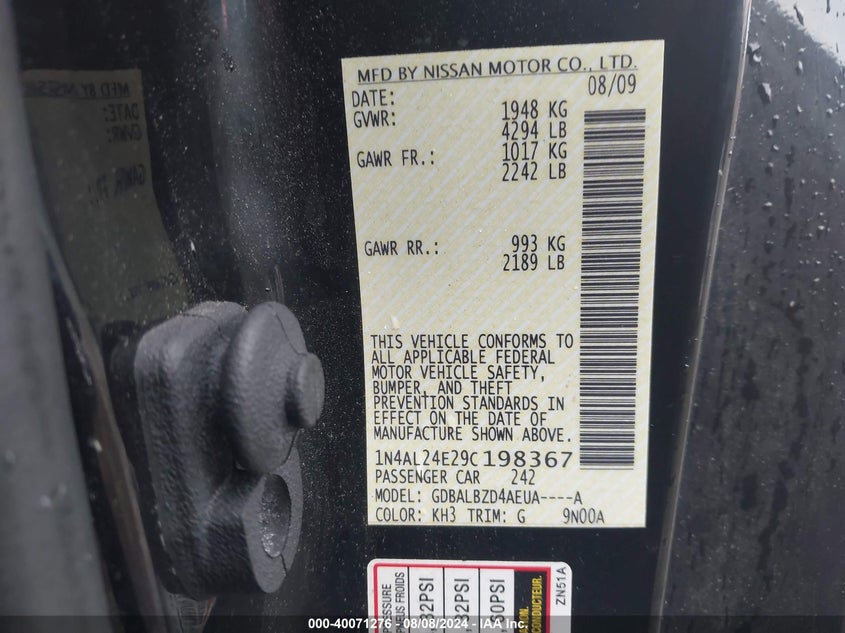 MFD BY NISSAN MOTOR CO., LTD.
DATE: 08/09
GVWR: 1948 KG
4294 LB
GAWR FR.: 1017 KG
2242 LB
GAWR RR.: 993 KG
2189 LB
THIS VEHICLE CONFORMS TO
ALL APPLICABLE FEDERAL
MOTOR VEHICLE SAFETY,
BUMPER, AND THEFT
PREVENTION STANDARDS IN
EFFECT ON THE DATE OF
MANUFACTURE SHOWN ABOVE.
1N4AL24E29C198367
PASSENGER CAR 242
MODEL: GDBALBZD4AEUA----A
COLOR: KH3 TRIM: G 9N00A
ZN51A
000-40071276 - 08/08/2024 - IAA Inc.